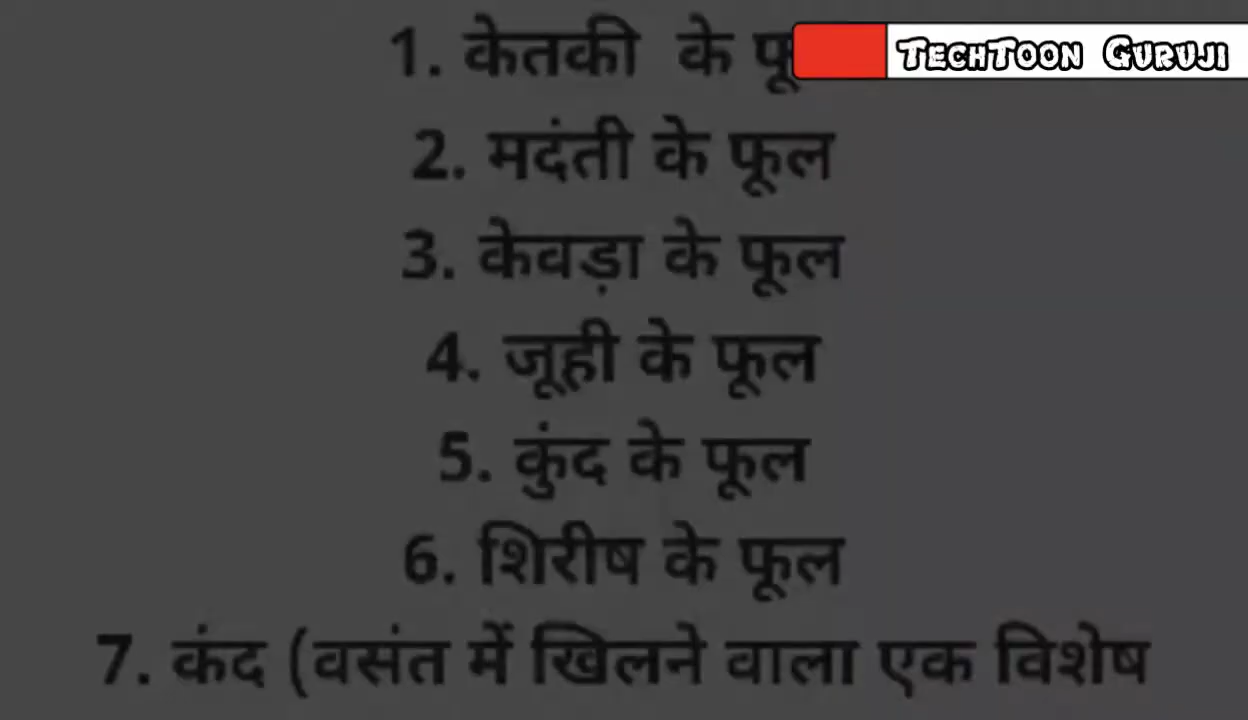 1. केतकी के
TECHTOON GURUJI
2. मदंती के फूल
3. केवड़ा के फूल
4. जूही के फूल
5. कुंद के फूल
6. शिरीष के फूल
7. कंद (वसंत में खिलने वाला एक विशेष